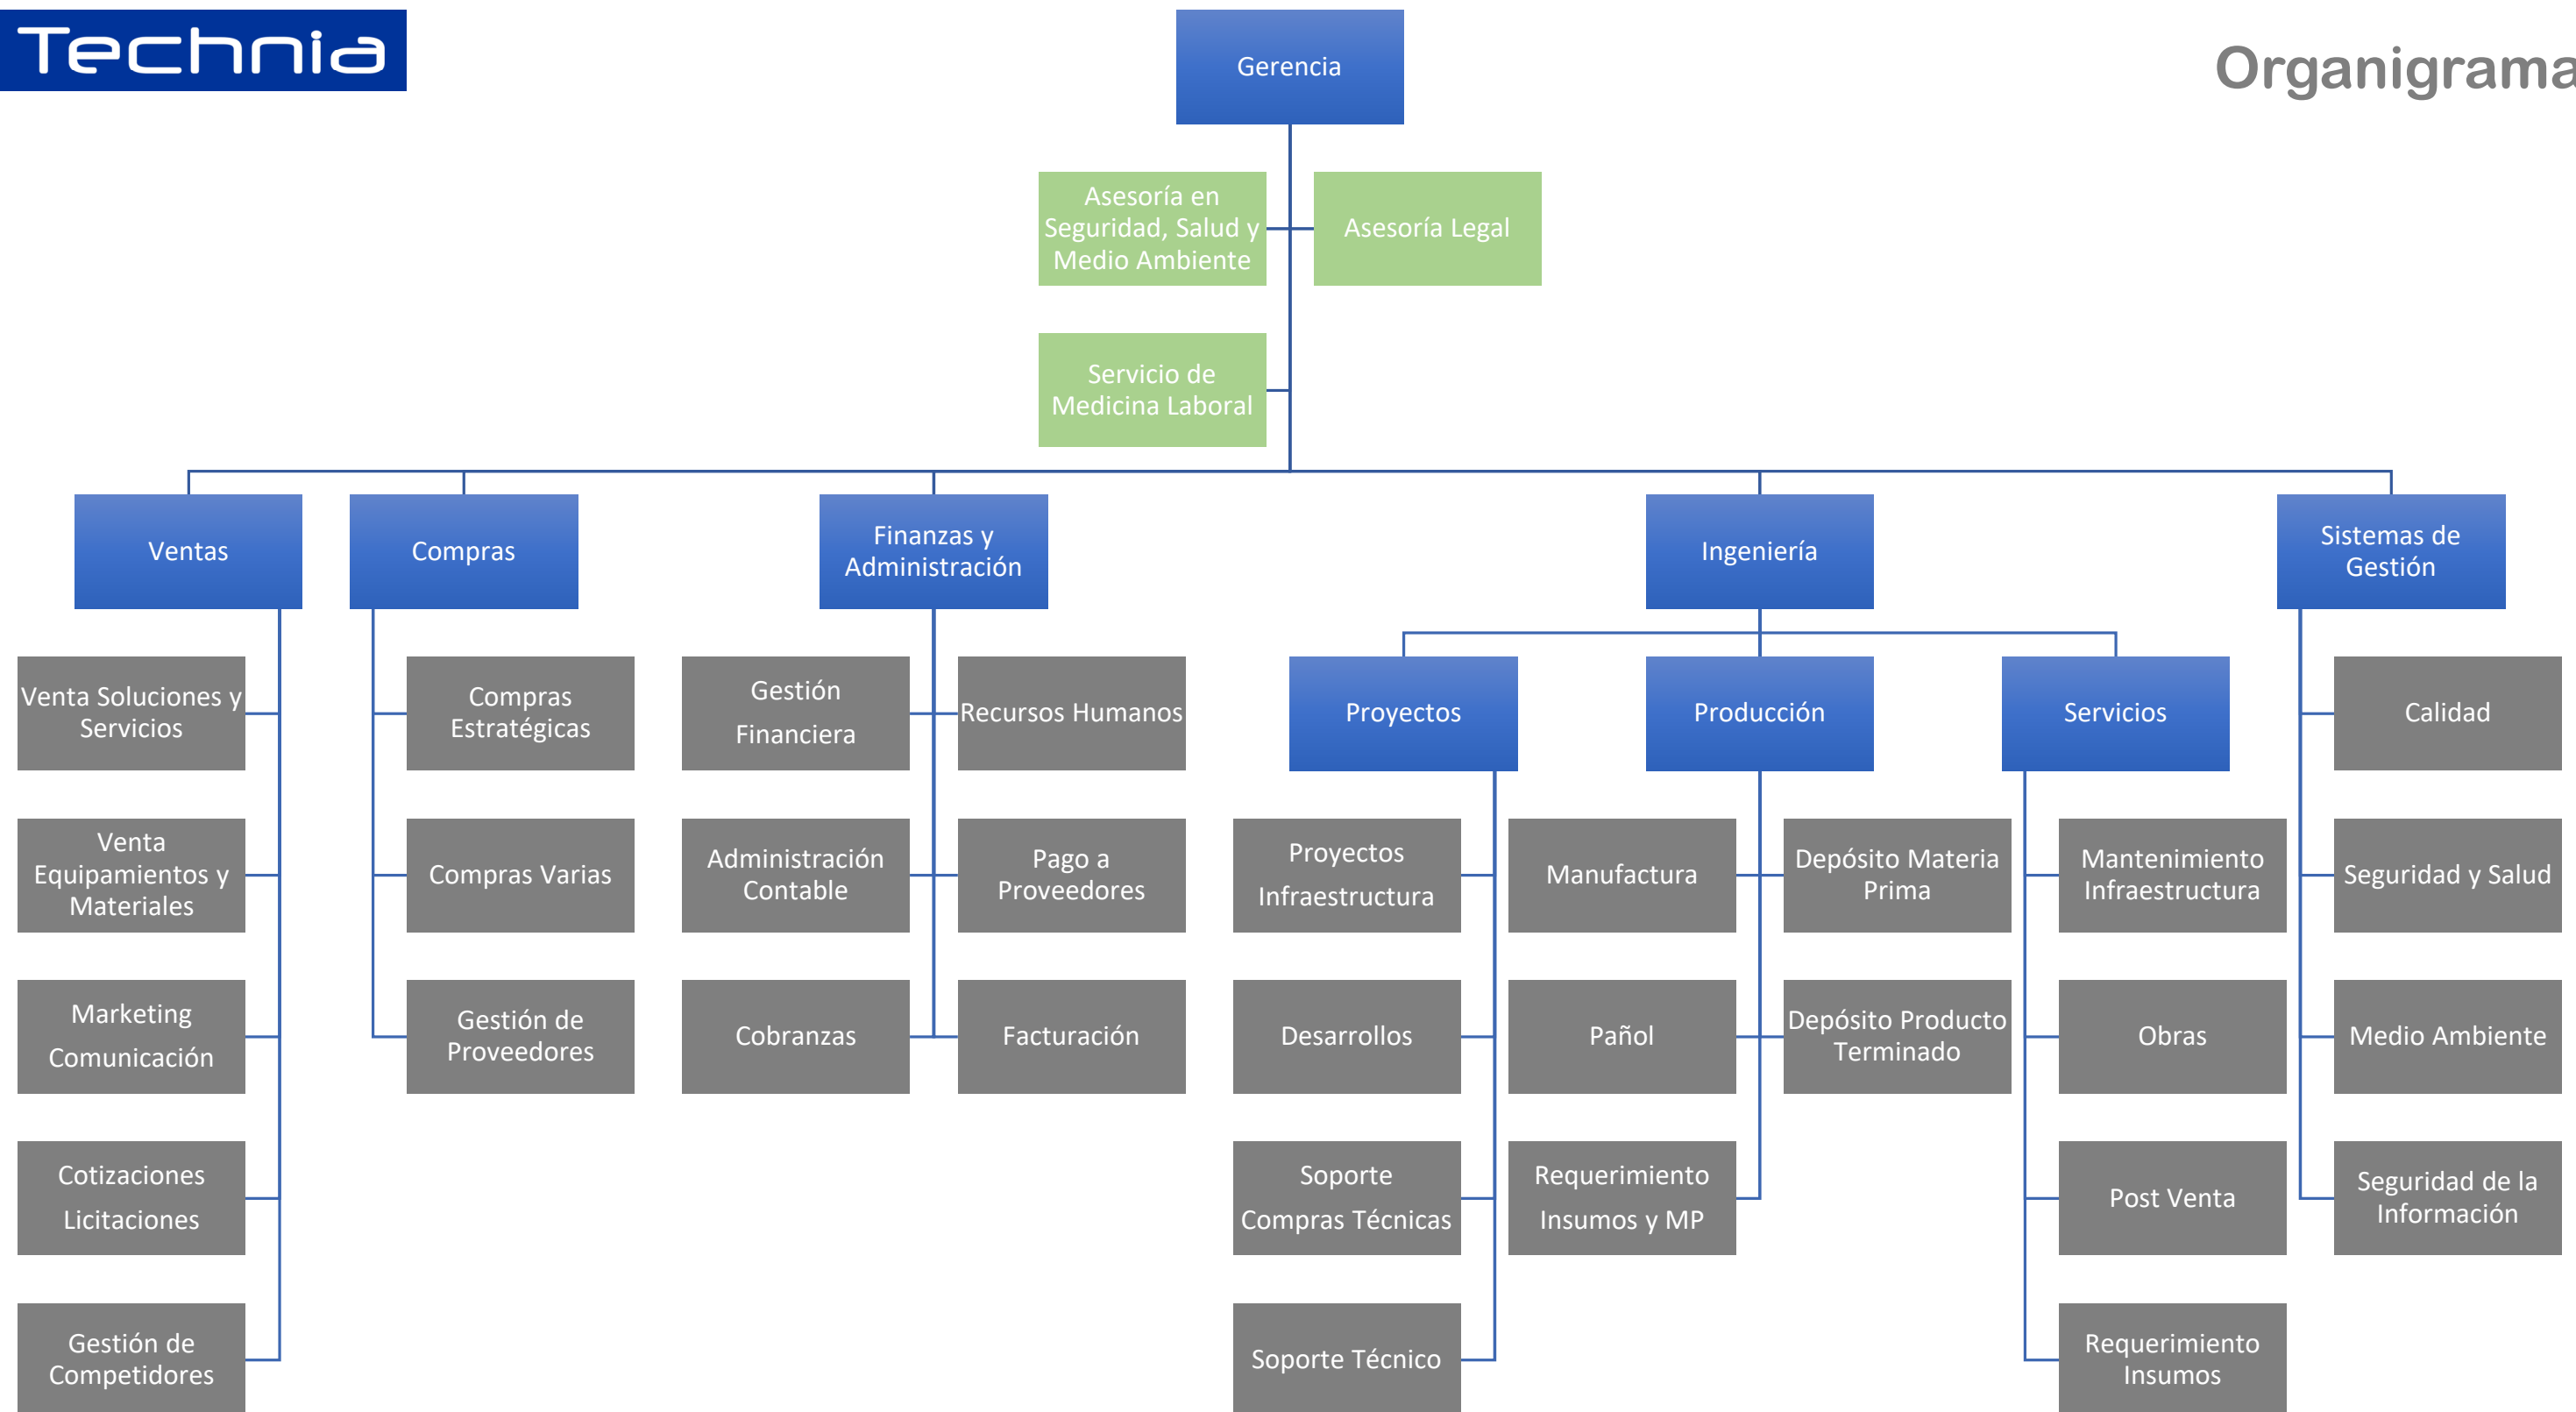 Technia
Organigrama
Gerencia
Asesoría en
Seguridad, Salud y
Medio Ambiente
Asesoría Legal
Servicio de
Medicina Laboral
Ventas
Compras
Finanzas y
Administración
Ingeniería
Sistemas de
Gestión
Venta Soluciones y
Servicios
Compras
Estratégicas
Gestión
Financiera
Recursos Humanos
Proyectos
Producción
Servicios
Calidad
Venta
Equipamientos y
Materiales
Compras Varias
Administración
Contable
Pago a
Proveedores
Proyectos
Infraestructura
Manufactura
Depósito Materia
Prima
Mantenimiento
Infraestructura
Seguridad y Salud
Marketing
Comunicación
Gestión de
Proveedores
Cobranzas
Facturación
Desarrollos
Pañol
Depósito Producto
Terminado
Obras
Medio Ambiente
Cotizaciones
Licitaciones
Soporte
Compras Técnicas
Requerimiento
Insumos y MP
Post Venta
Seguridad de la
Información
Gestión de
Competidores
Soporte Técnico
Requerimiento
Insumos